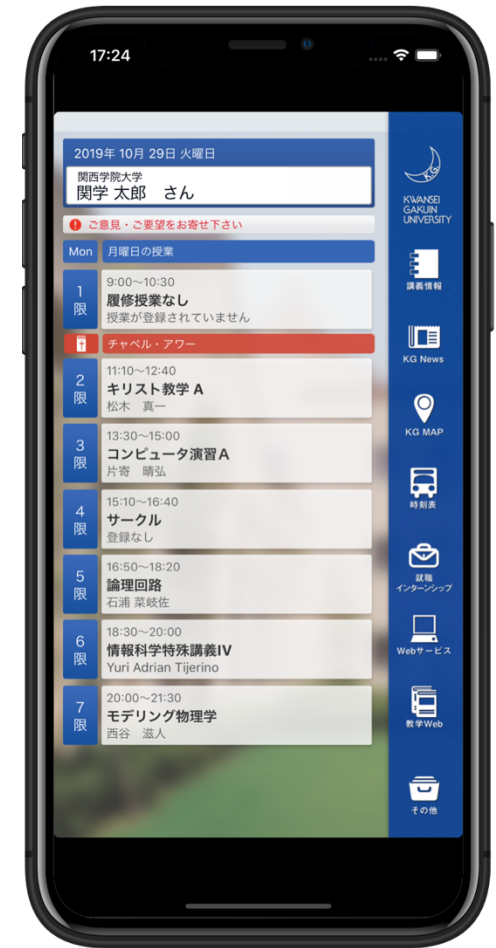 17:24
2019年 10月 29日 火曜日
関西学院大学
関学 太郎　さん
ご意見・ご要望をお寄せ下さい
Mon 月曜日の授業
1限
9:00〜10:30
履修授業なし
授業が登録されていません
チャペル・アワー
2限
11:10〜12:40
キリスト教学 A
松木　真一
3限
13:30〜15:00
コンピュータ演習A
片寄　晴弘
4限
15:10〜16:40
サークル
登録なし
5限
16:50〜18:20
論理回路
石浦 菜岐佐
6限
18:30〜20:00
情報科学特殊講義IV
Yuri Adrian Tijerino
7限
20:00〜21:30
モデリング物理学
西谷　滋人
KWANSEI
GAKUIN
UNIVERSITY
講義情報
KG News
KG MAP
時刻表
就職
インターンシップ
Webサービス
教学Web
その他